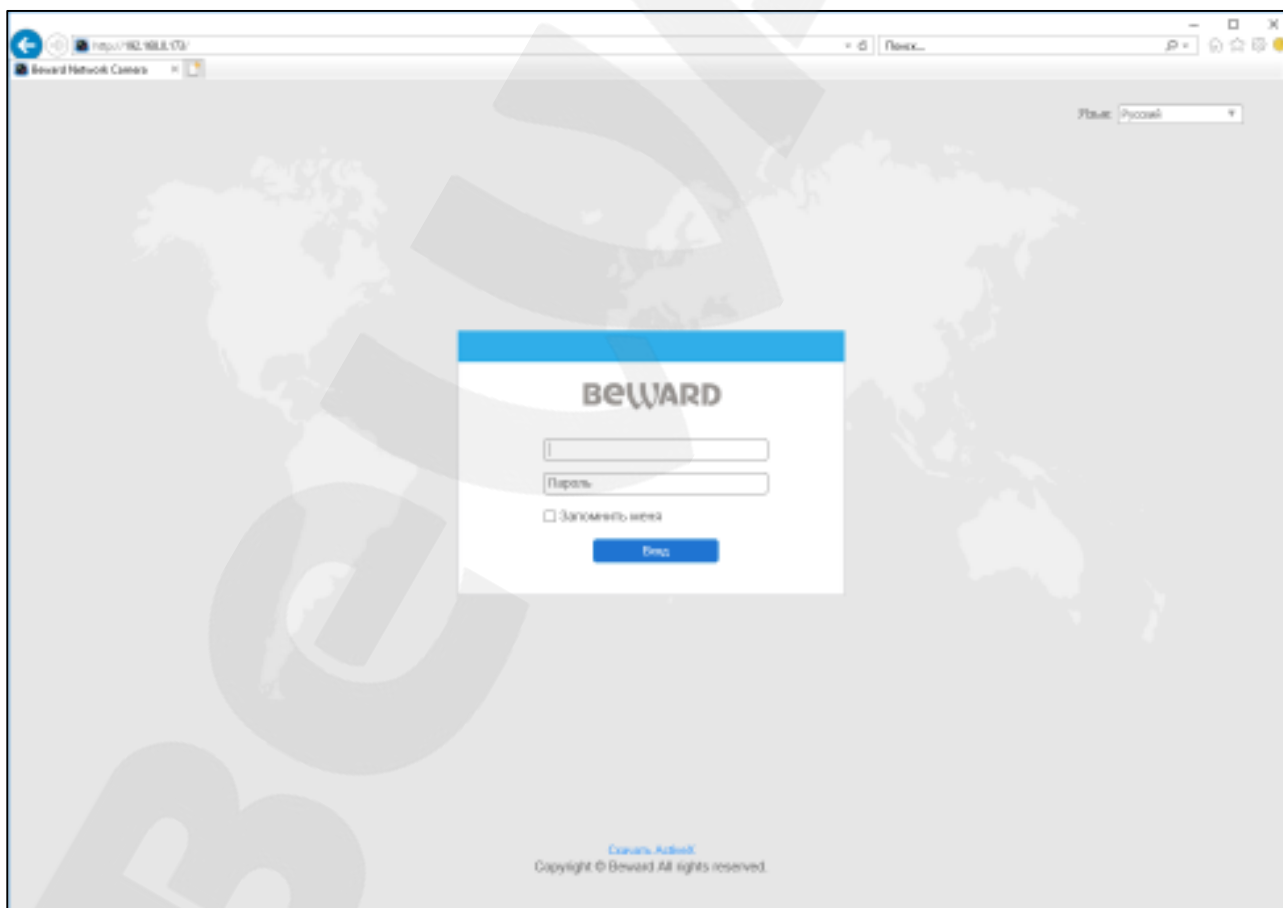 http://192.168.0.173/
Поиск...
Beward Network Camera
Язык: Русский
BEWARD
Пароль
Запомнить меня
Вход
Скачать ActiveX
Copyright © Beward All rights reserved.